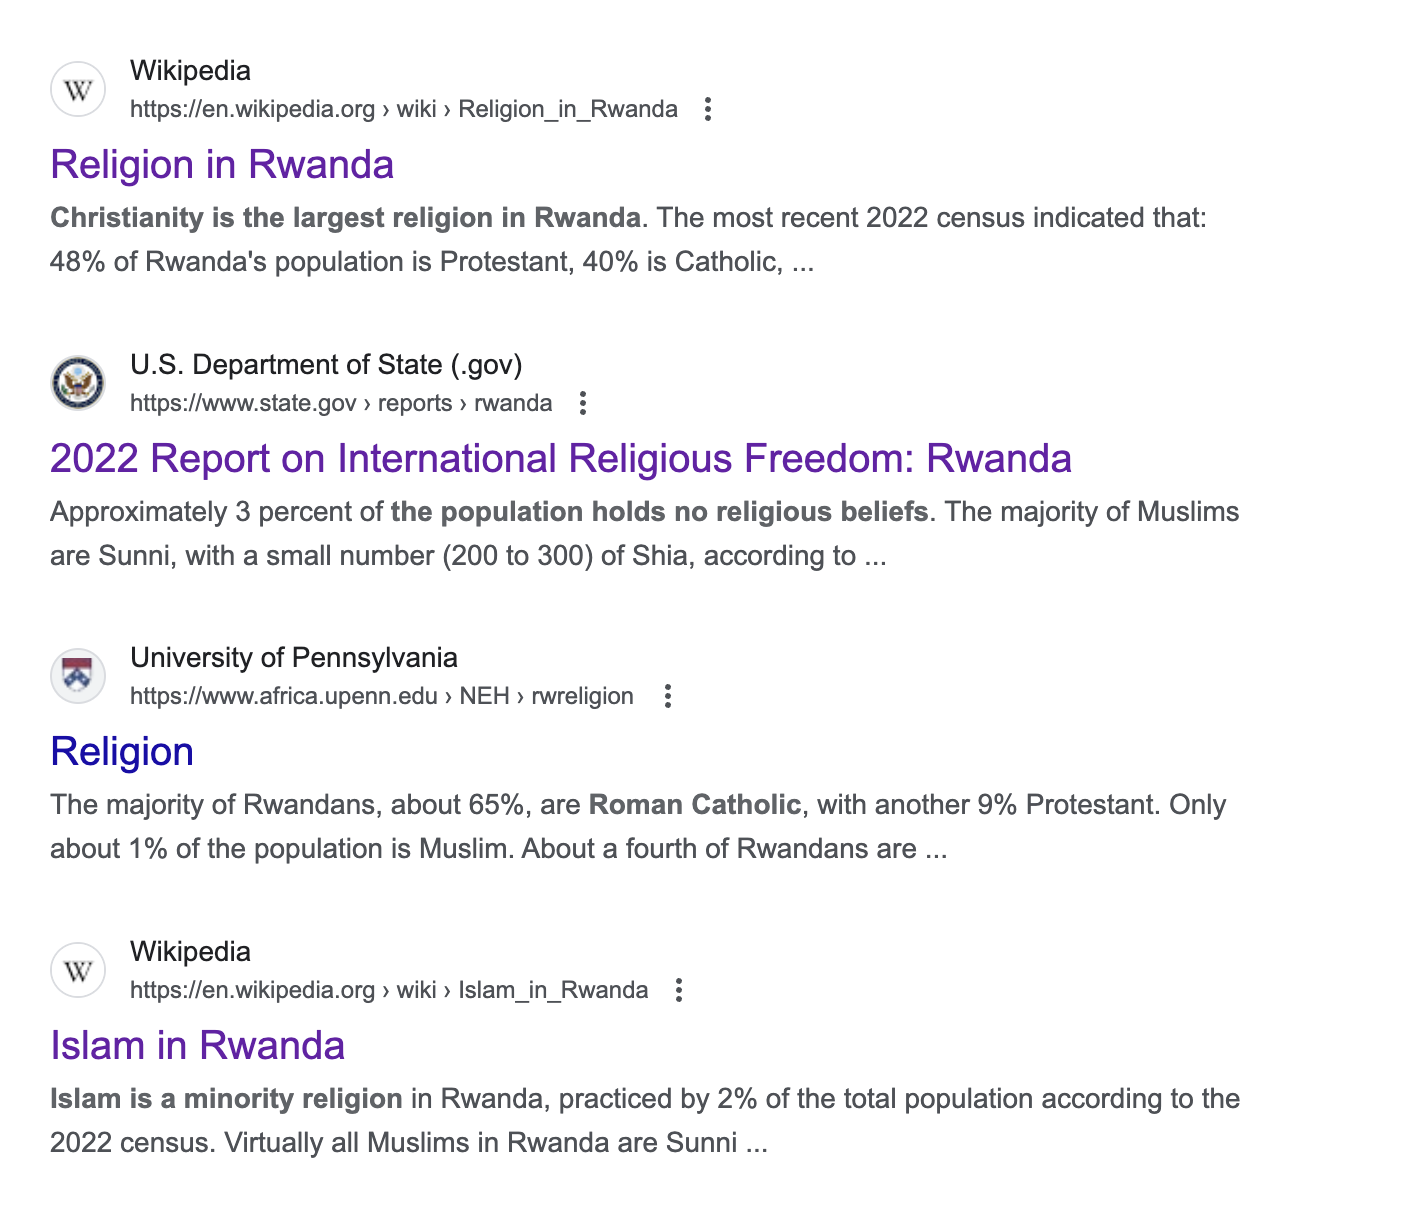 Wikipedia
https://en.wikipedia.org › wiki › Religion_in_Rwanda
Religion in Rwanda
Christianity is the largest religion in Rwanda. The most recent 2022 census indicated that:
48% of Rwanda's population is Protestant, 40% is Catholic, ...
U.S. Department of State (.gov)
https://www.state.gov › reports › rwanda
2022 Report on International Religious Freedom: Rwanda
Approximately 3 percent of the population holds no religious beliefs. The majority of Muslims
are Sunni, with a small number (200 to 300) of Shia, according to ...
University of Pennsylvania
https://www.africa.upenn.edu › NEH › rwreligion
Religion
The majority of Rwandans, about 65%, are Roman Catholic, with another 9% Protestant. Only
about 1% of the population is Muslim. About a fourth of Rwandans are ...
Wikipedia
https://en.wikipedia.org › wiki › Islam_in_Rwanda
Islam in Rwanda
Islam is a minority religion in Rwanda, practiced by 2% of the total population according to the
2022 census. Virtually all Muslims in Rwanda are Sunni ...